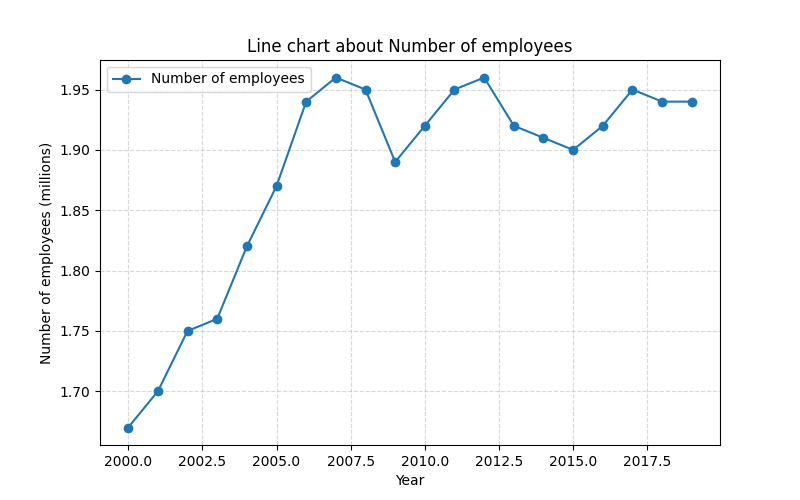 Line chart about Number of employees
Number of employees
Number of employees (millions)
1.95
1.90
1.85
1.80
1.75
1.70
2000.0 2002.5 2005.0 2007.5 2010.0 2012.5 2015.0 2017.5
Year